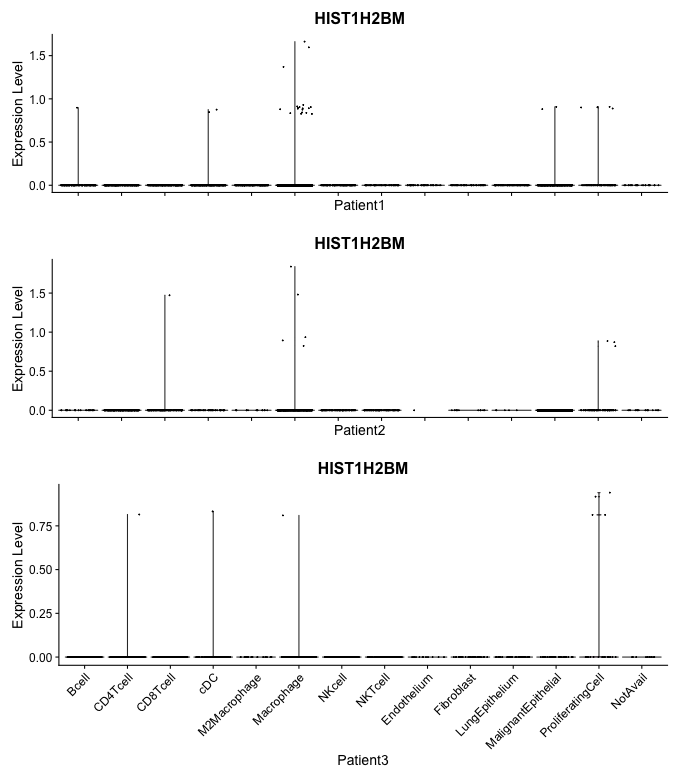 HIST1H2BM
Expression Level
1.5
1.0
0.5
0.0
Patient1
HIST1H2BM
Expression Level
1.5
1.0
0.5
0.0
Patient2
HIST1H2BM
Expression Level
0.75
0.50
0.25
0.00
Bcell
CD4Tcell
CD8Tcell
cDC
M2Macrophage
Macrophage
NKcell
NKTcell
Endothelium
Fibroblast
LungEpithelium
MalignantEpithelial
ProliferatingCell
NotAvail
Patient3